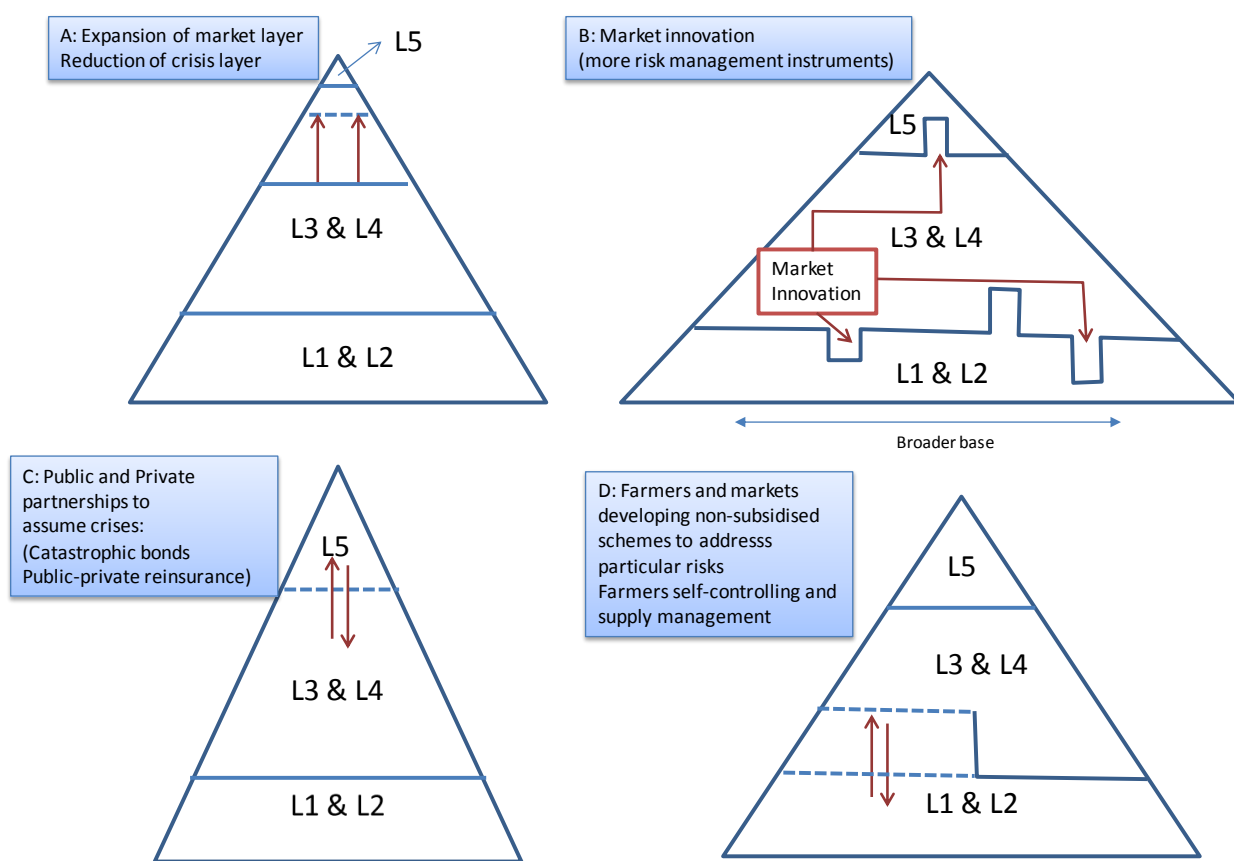 A: Expansion of market layer
Reduction of crisis layer
L5
L3 & L4
L1 & L2
B: Market innovation
(more risk management instruments)
L5
L3 & L4
Market
Innovation
L1 & L2
Broader base
C: Public and Private
partnerships to
assume crises:
(Catastrophic bonds
Public-private reinsurance)
L5
L3 & L4
L1 & L2
D: Farmers and markets
developing non-subsidised
schemes to addresss
particular risks
Farmers self-controlling and
supply management
L5
L3 & L4
L1 & L2